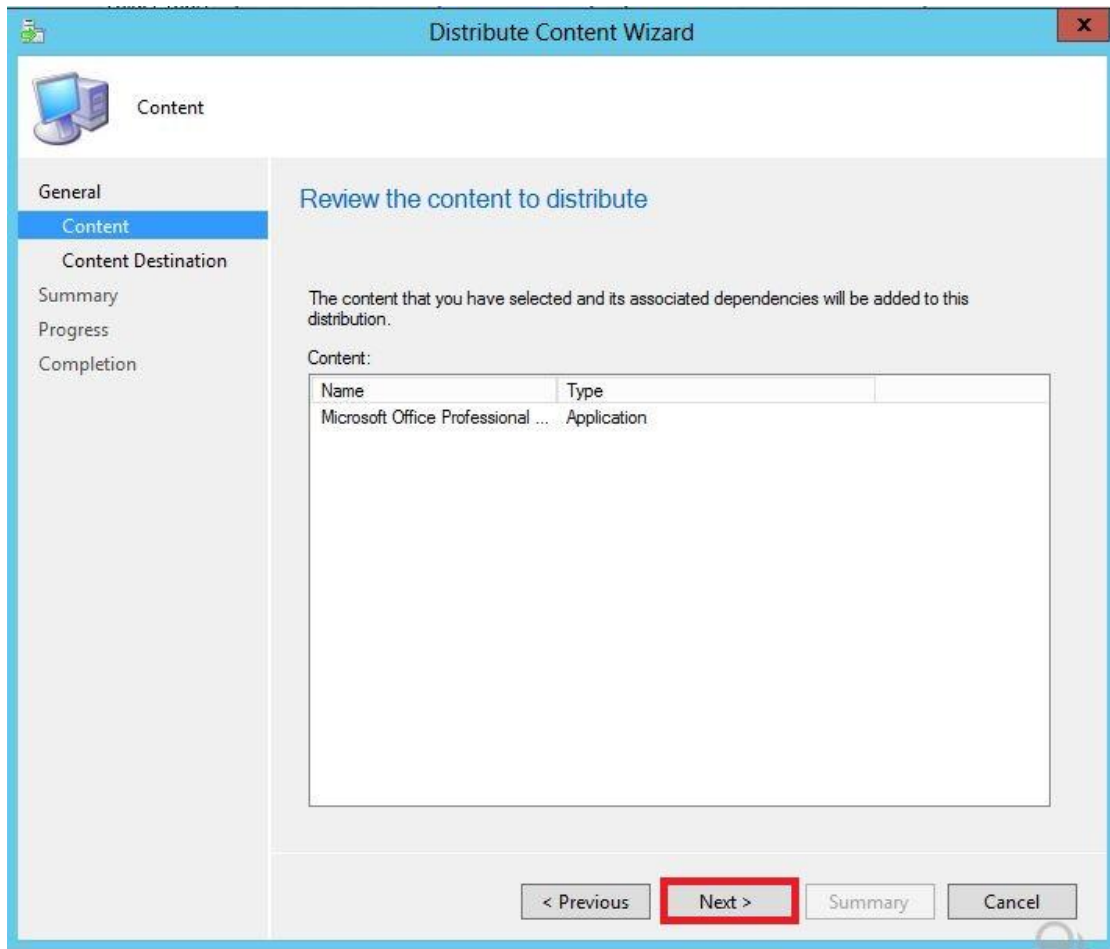 Distribute Content Wizard
x
Content
General
Content
Content Destination
Summary
Progress
Completion
Review the content to distribute
The content that you have selected and its associated dependencies will be added to this
distribution.
Content:
Name Type
Microsoft Office Professional ... Application
< Previous Next > Summary Cancel